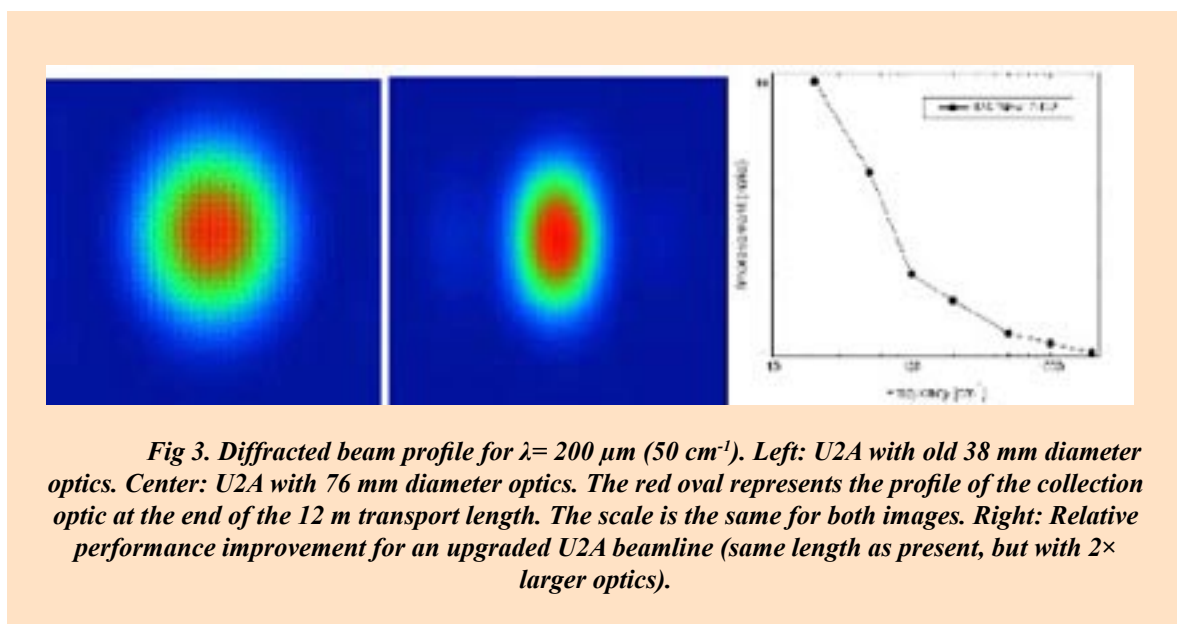 Fig 3. Diffracted beam profile for λ= 200 μm (50 cm-1). Left: U2A with old 38 mm diameter
optics. Center: U2A with 76 mm diameter optics. The red oval represents the profile of the collection
optic at the end of the 12 m transport length. The scale is the same for both images. Right: Relative
performance improvement for an upgraded U2A beamline (same length as present, but with 2×
larger optics).